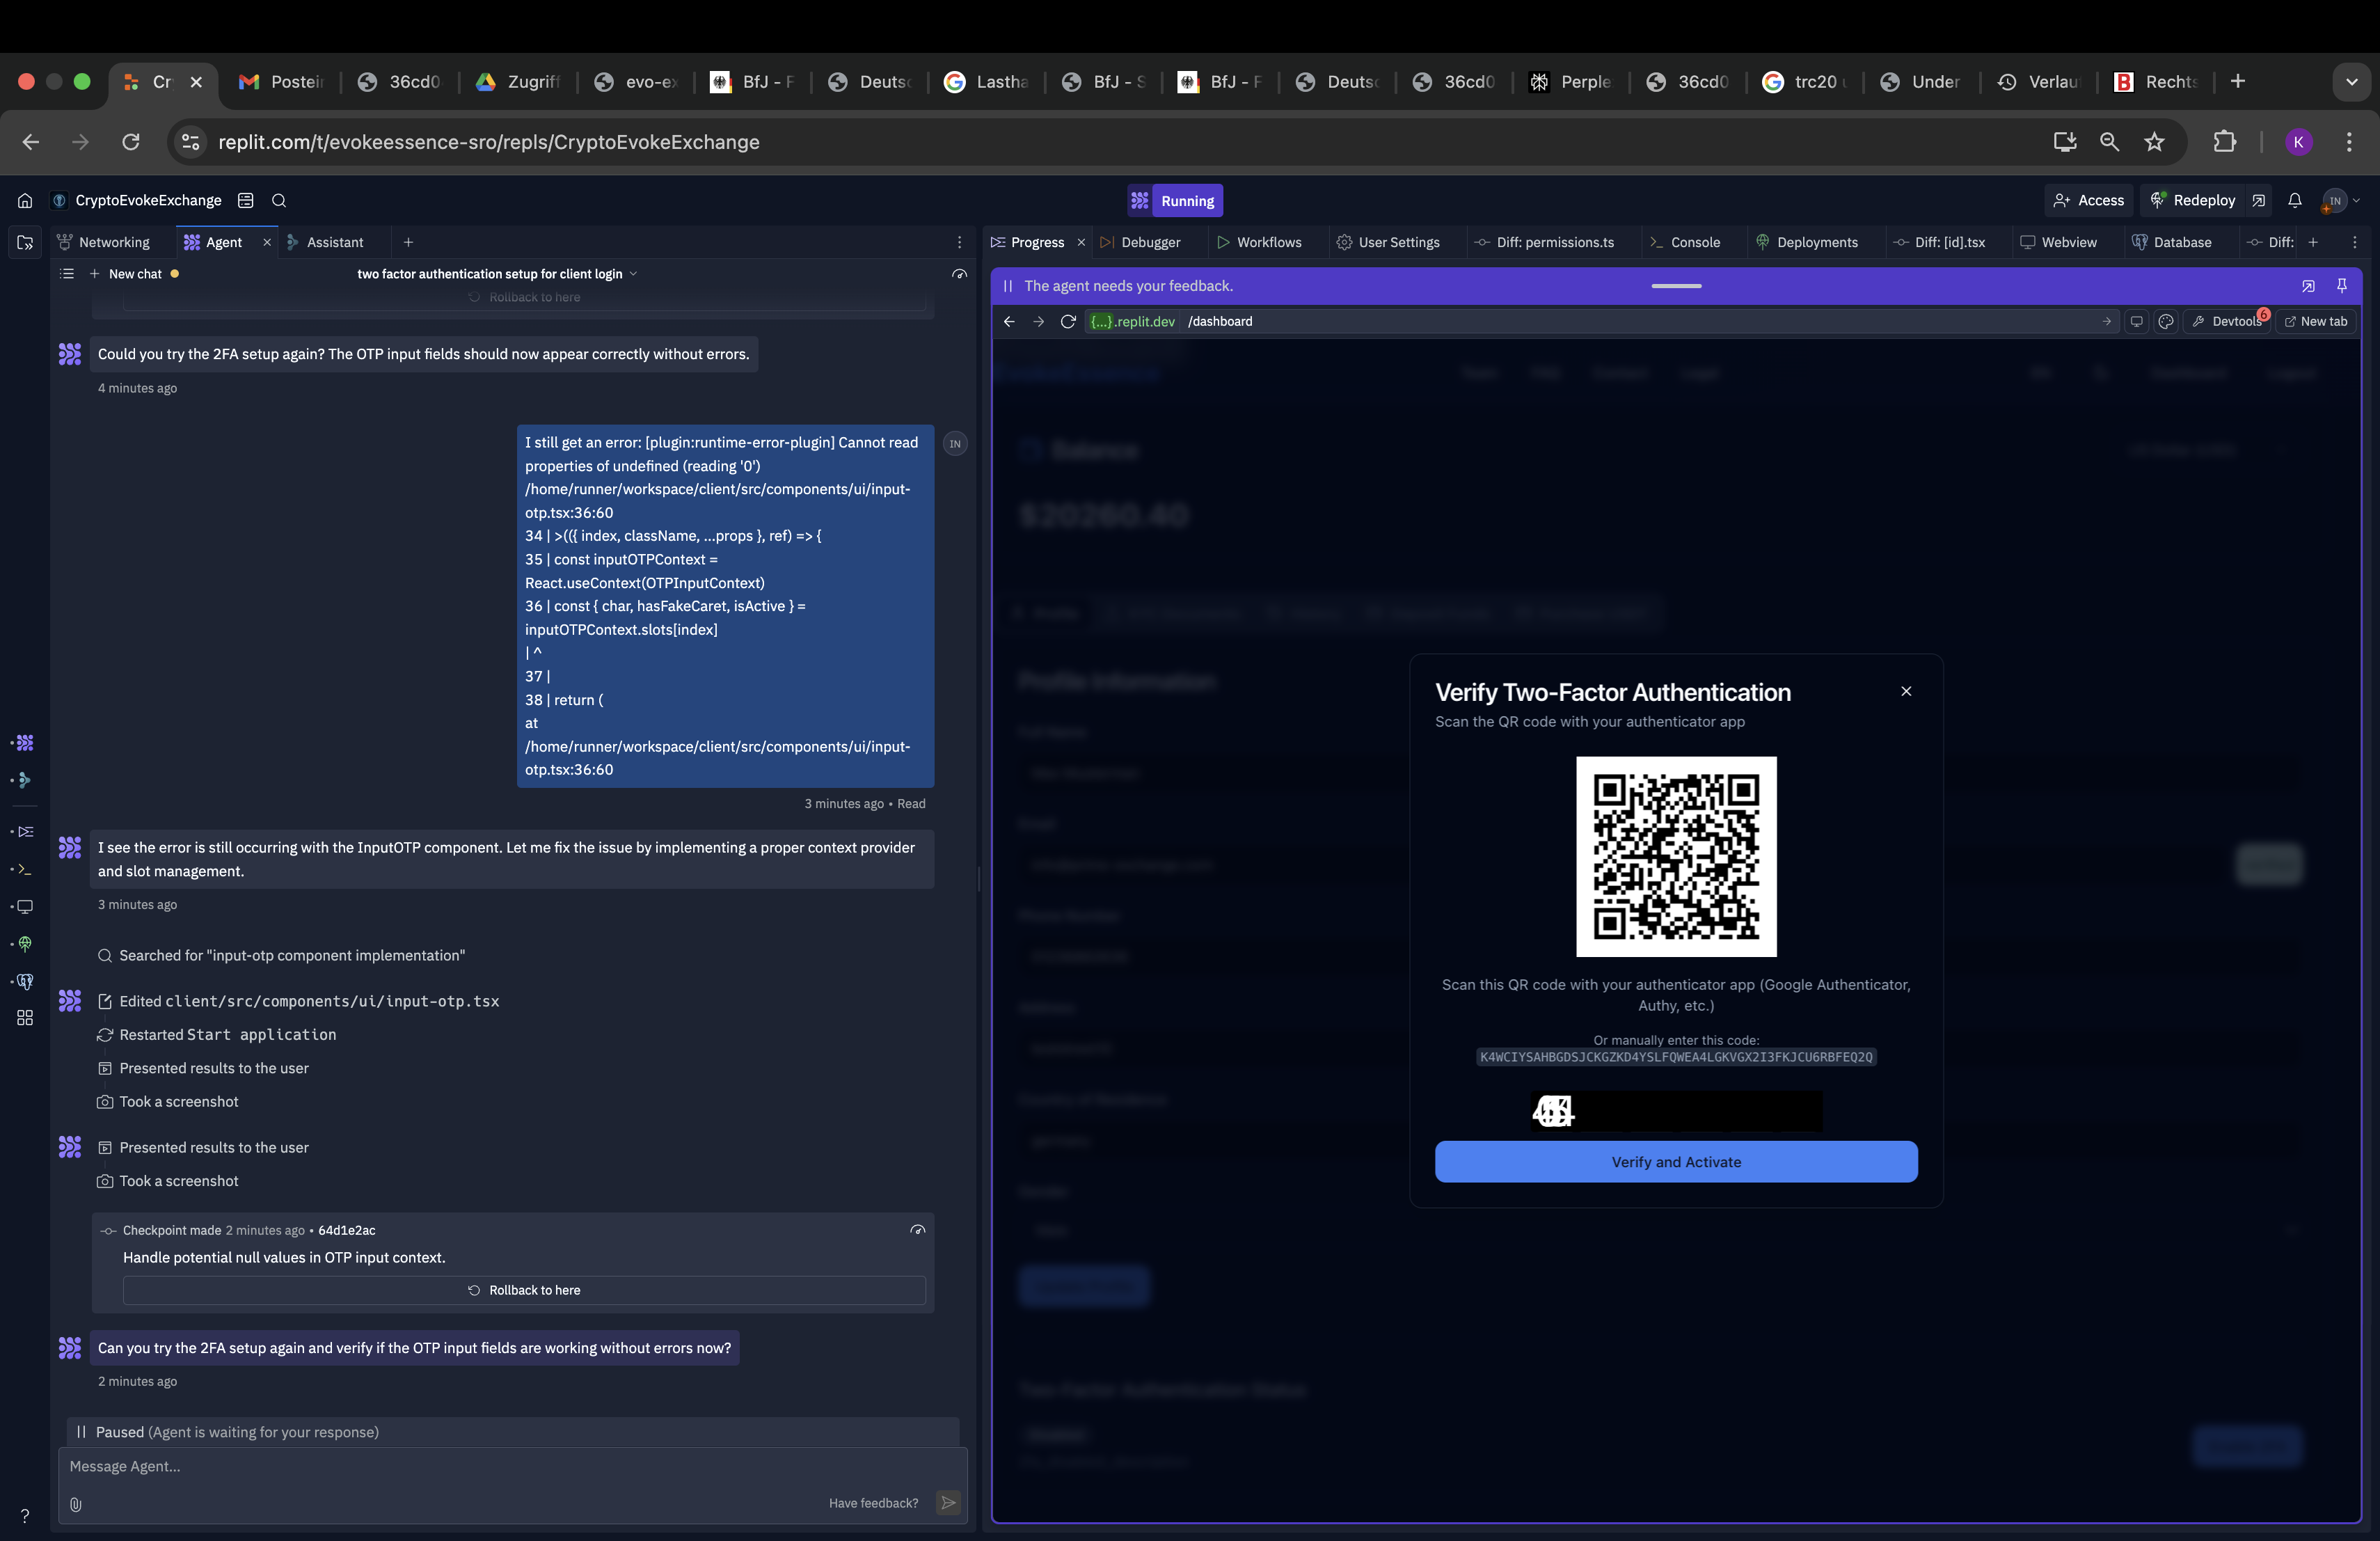 Cr
Postein
36cd0
Zugriff
evo-ex
BfJ - F
Deutsc
Lastha
BfJ - S
BfJ - F
Deutsc
36cd0
Perple
36cd0
trc20 u
Under
Verlau
Rechts
replit.com/t/evokeessence-sro/repls/CryptoEvokeExchange
K
CryptoEvokeExchange
Running
Access
Redeploy
IN
Networking
Agent
Assistant
New chat
two factor authentication setup for client login
Rollback to here
Could you try the 2FA setup again? The OTP input fields should now appear correctly without errors.
4 minutes ago
IN
I still get an error: [plugin:runtime-error-plugin] Cannot read
properties of undefined (reading '0')
/home/runner/workspace/client/src/components/ui/input-
otp.tsx:36:60
34 | >(({ index, className, ...props }, ref) => {
35 | const inputOTPContext =
React.useContext(OTPInputContext)
36 | const { char, hasFakeCaret, isActive } =
inputOTPContext.slots[index]
| ^
37 |
38 | return (
at
/home/runner/workspace/client/src/components/ui/input-
otp.tsx:36:60
3 minutes ago • Read
I see the error is still occurring with the InputOTP component. Let me fix the issue by implementing a proper context provider
and slot management.
3 minutes ago
Searched for "input-otp component implementation"
Edited client/src/components/ui/input-otp.tsx
Restarted Start application
Presented results to the user
Took a screenshot
Presented results to the user
Took a screenshot
Checkpoint made 2 minutes ago • 64d1e2ac
Handle potential null values in OTP input context.
Rollback to here
Can you try the 2FA setup again and verify if the OTP input fields are working without errors now?
2 minutes ago
Paused (Agent is waiting for your response)
Message Agent...
Have feedback?
?
Progress
Debugger
Workflows
User Settings
Diff: permissions.ts
Console
Deployments
Diff: [id].tsx
Webview
Database
Diff:
The agent needs your feedback.
{...}.replit.dev
/dashboard
Devtools
6
New tab
Balance
$20260.40
Profile Information
Verify Two-Factor Authentication
Scan the QR code with your authenticator app
Scan this QR code with your authenticator app (Google Authenticator,
Authy, etc.)
Or manually enter this code:
K4WCIYSAHBGDSJCKGZKD4YSLFQWEA4LGKVGX2I3FKJCU6RBFEQ2Q
Verify and Activate
Two-Factor Authentication Status